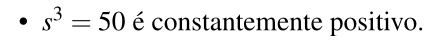 • s³ = 50 é constantemente positivo.